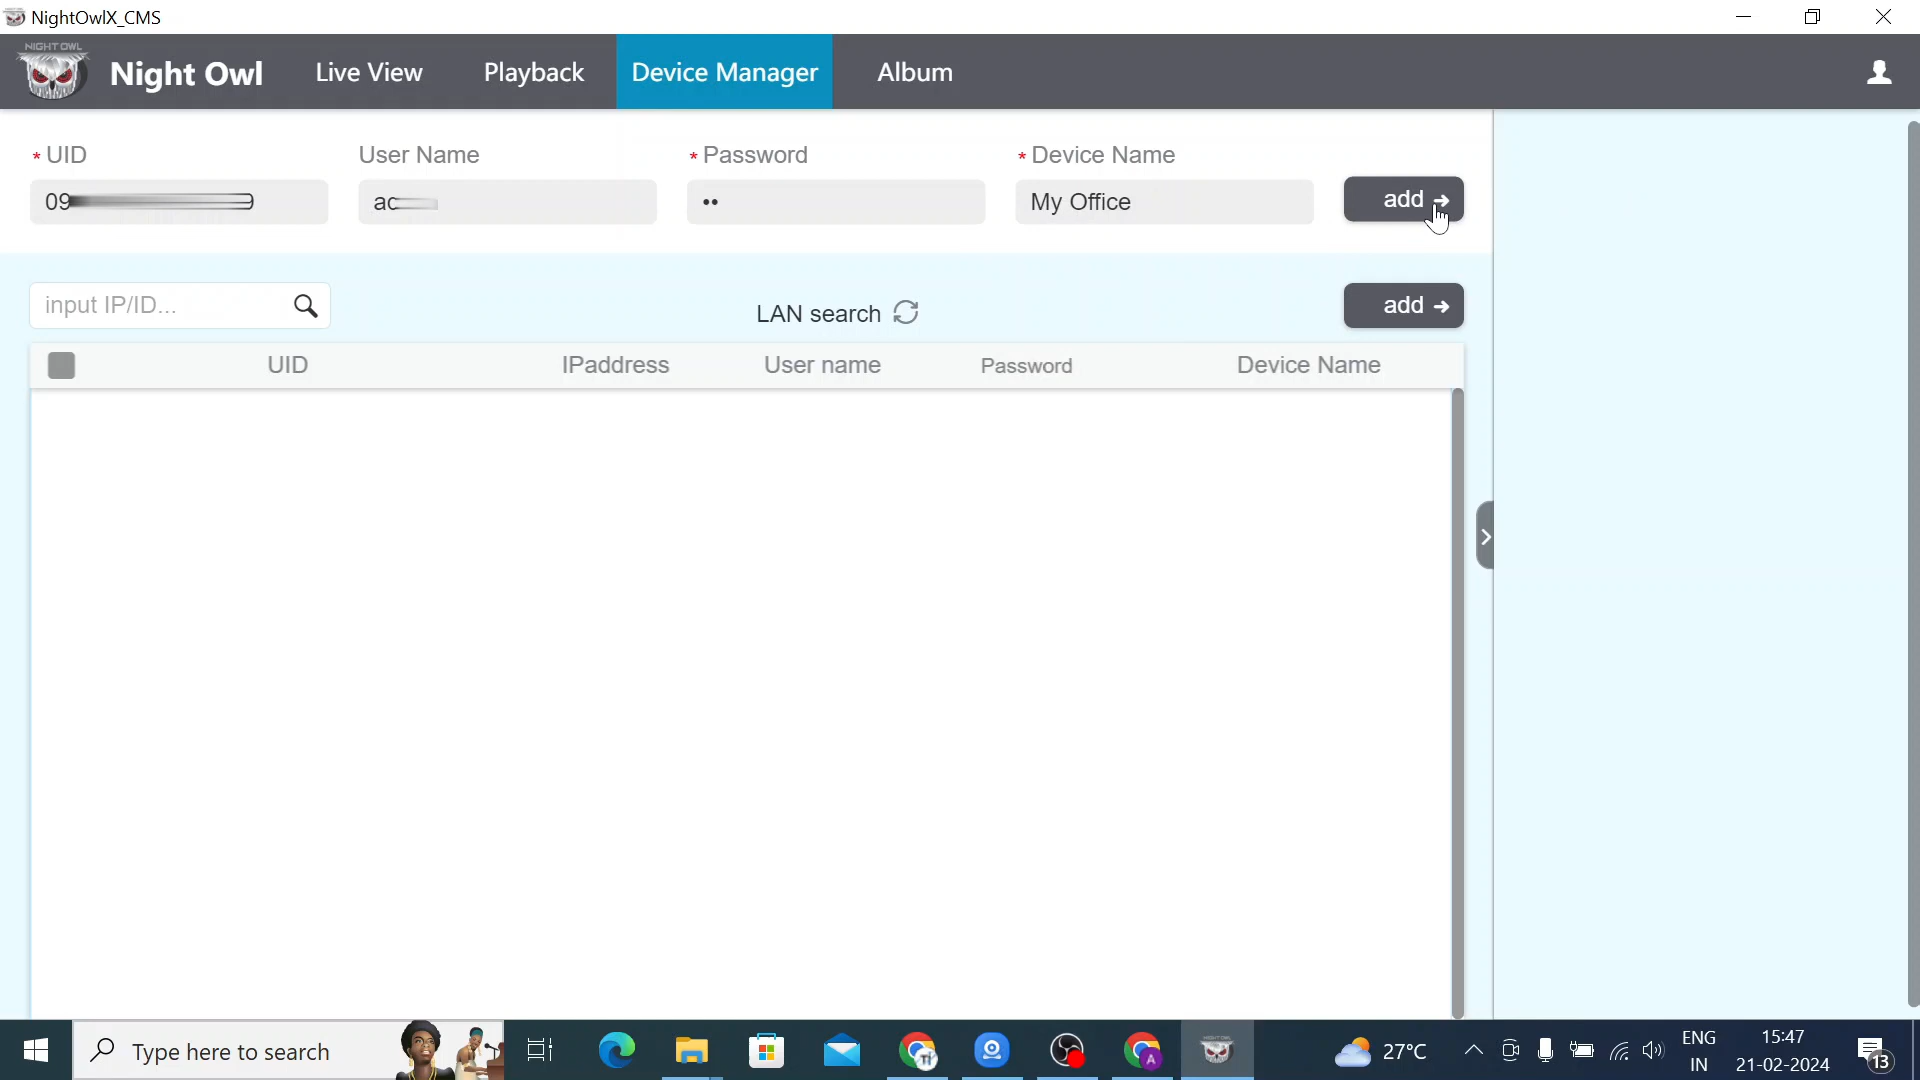 NightOwlX_CMS
NIGHT OWL
Night Owl Live View Playback Device Manager Album
* UID User Name * Password * Device Name
09 ac •• My Office add
input IP/ID... LAN search add
UID IPaddress User name Password Device Name
Type here to search 27°C ENG 15:47
IN 21-02-2024 13